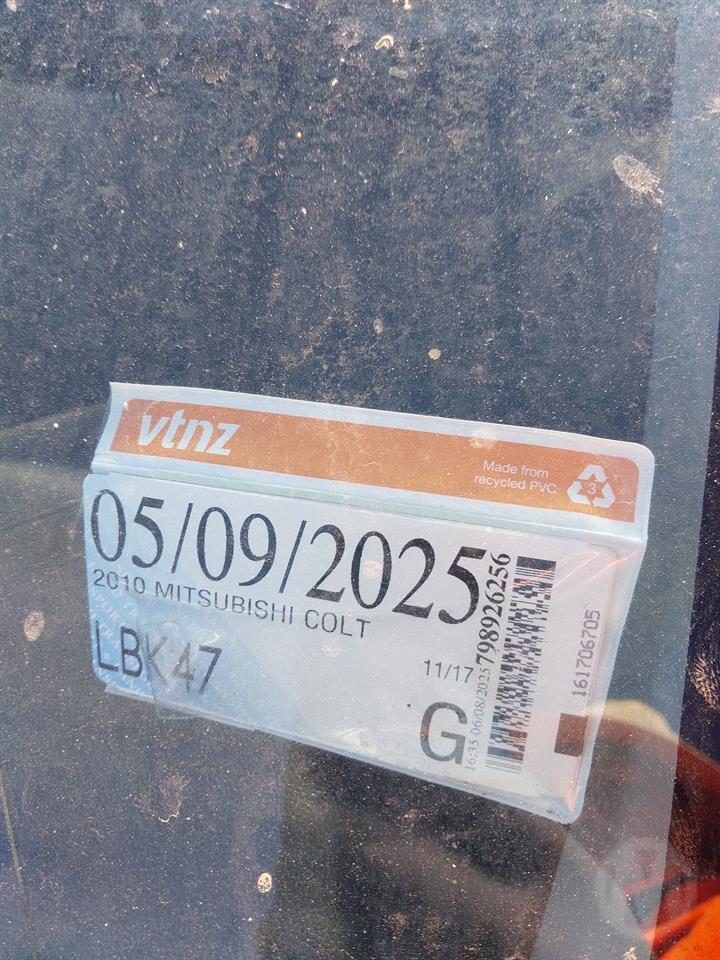 vtnz
Made from
recycled PVC
3
05/09/2025
2010 MITSUBISHI COLT
LBK47
11/17
G
16:35 06/08/2025 798926256
161706705